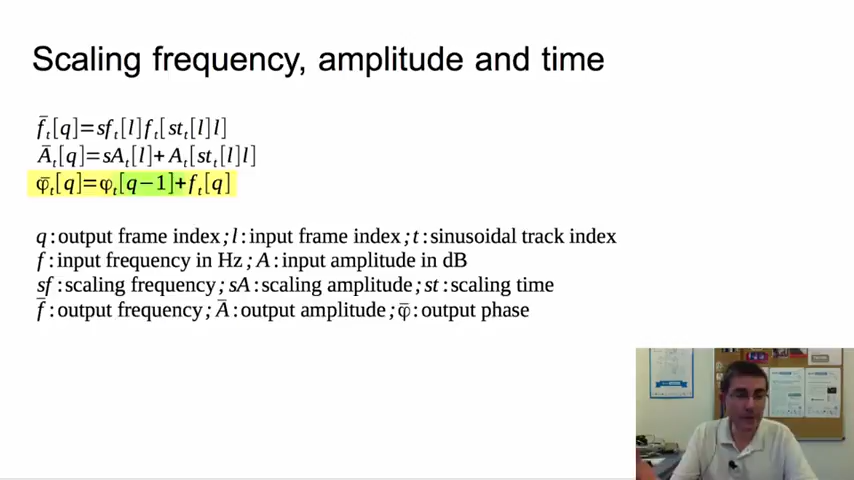 Scaling frequency, amplitude and time
f̄ₜ[q]=sfₜ[l]fₜ[stₜ[l]l]
Āₜ[q]=sAₜ[l]+Aₜ[stₜ[l]l]
φ̄ₜ[q]=φₜ[q−1]+fₜ[q]
q:output frame index;l:input frame index;t:sinusoidal track index
f:input frequency in Hz;A:input amplitude in dB
sf:scaling frequency;sA:scaling amplitude;st:scaling time
f̄:output frequency;Ā:output amplitude;φ̄:output phase